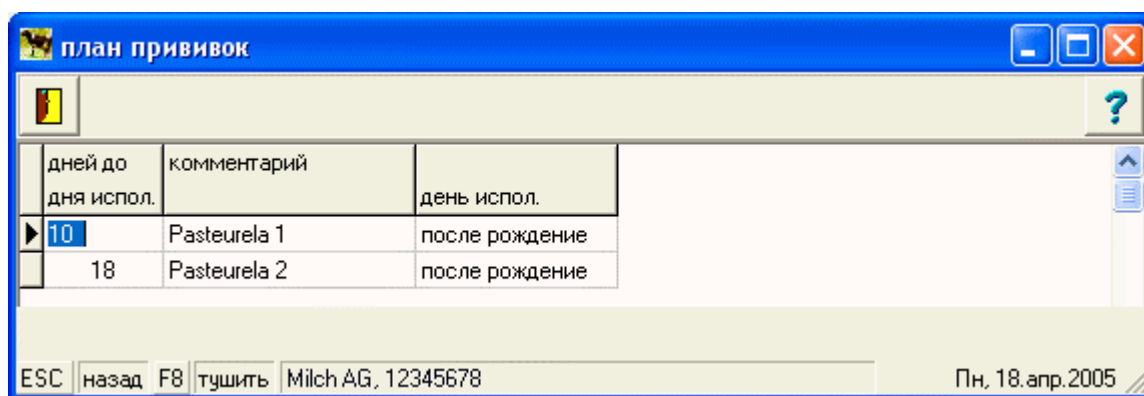 план прививок
?
дней до комментарий
дня испол. день испол.
10 Pasteurela 1 после рождение
18 Pasteurela 2 после рождение
ESC назад F8 тушить Milch AG, 12345678 Пн, 18.апр.2005